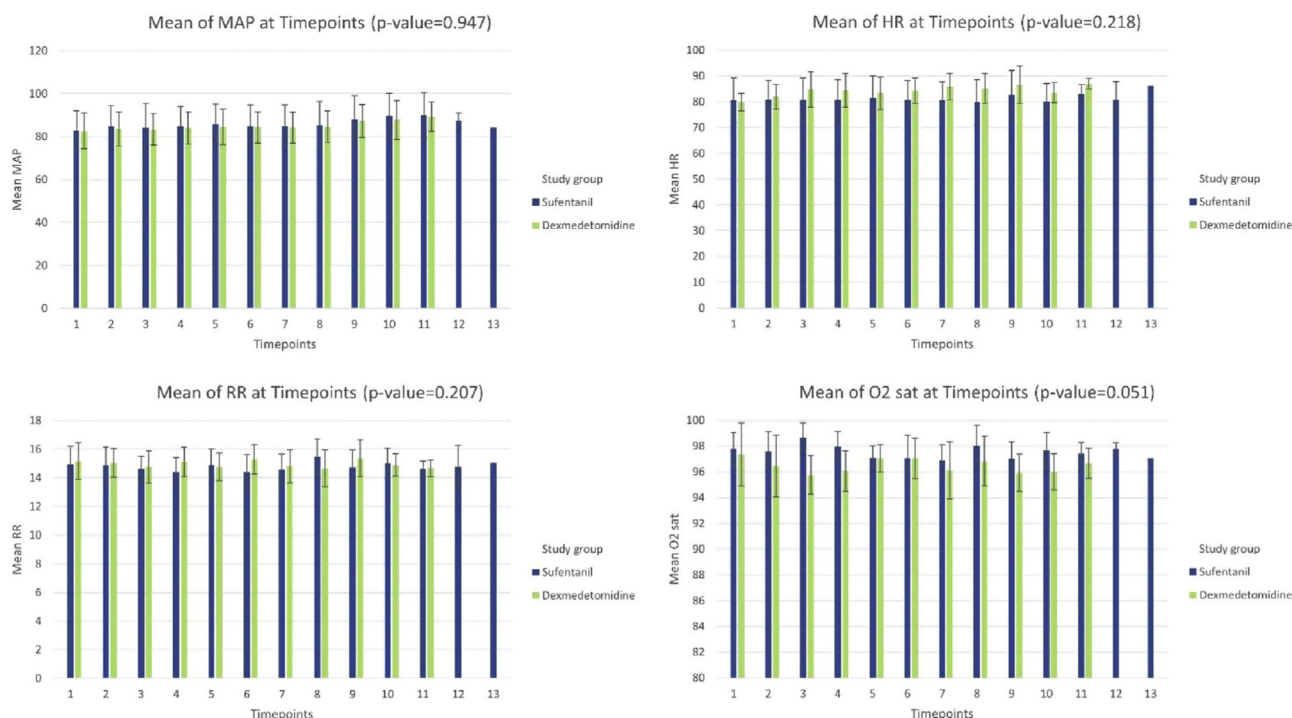 Mean of MAP at Timepoints (p-value=0.947)
120
100
80
60
40
20
0
Mean MAP
1 2 3 4 5 6 7 8 9 10 11 12 13
Timepoints
Study group
Sufentanil
Dexmedetomidine
Mean of HR at Timepoints (p-value=0.218)
100
90
80
70
60
50
40
30
20
10
0
Mean HR
1 2 3 4 5 6 7 8 9 10 11 12 13
Timepoints
Study group
Sufentanil
Dexmedetomidine
Mean of RR at Timepoints (p-value=0.207)
18
16
14
12
10
8
6
4
2
0
Mean RR
1 2 3 4 5 6 7 8 9 10 11 12 13
Timepoints
Study group
Sufentanil
Dexmedetomidine
Mean of O2 sat at Timepoints (p-value=0.051)
100
98
96
94
92
90
88
86
84
82
80
Mean O2 sat
1 2 3 4 5 6 7 8 9 10 11 12 13
Timepoints
Study group
Sufentanil
Dexmedetomidine